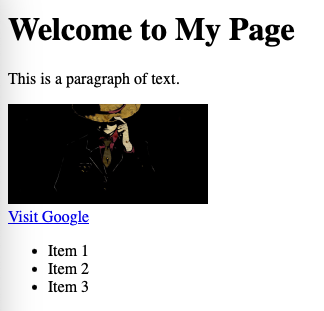 Welcome to My Page
This is a paragraph of text.
Visit Google
Item 1
Item 2
Item 3